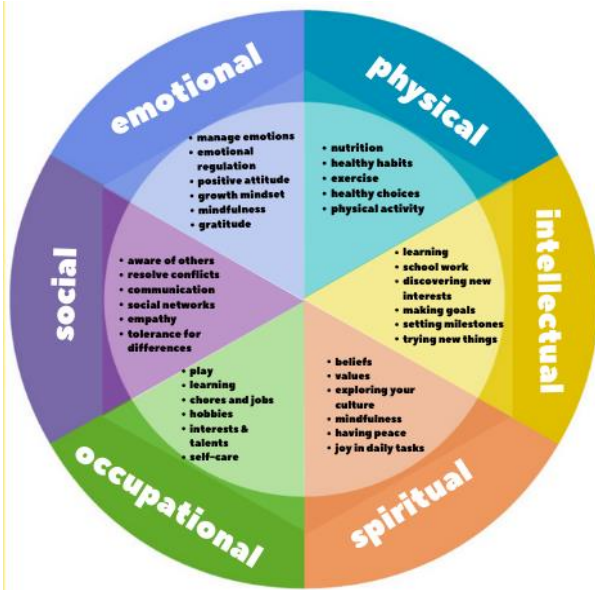 emotional
• manage emotions
• emotional
regulation
• positive attitude
• growth mindset
• mindfulness
• gratitude
physical
• nutrition
• healthy habits
• exercise
• healthy choices
• physical activity
intellectual
• learning
• school work
• discovering new
interests
• making goals
• setting milestones
• trying new things
spiritual
• beliefs
• values
• exploring your
culture
• mindfulness
• having peace
• joy in daily tasks
occupational
• play
• learning
• chores and jobs
• hobbies
• interests &
talents
• self-care
social
• aware of others
• resolve conflicts
• communication
• social networks
• empathy
• tolerance for
differences